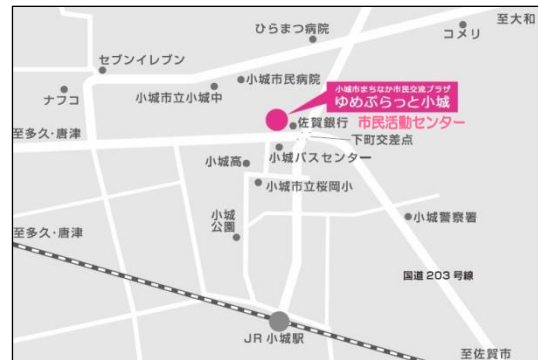 至大和
ひらまつ病院
コメリ
セブンイレブン
小城市民病院
ナフコ
小城市立小城中
小城市まちなか市民交流プラザ
ゆめぷらっと小城
佐賀銀行
市民活動センター
至多久・唐津
下町交差点
小城バスセンター
小城高
小城市立桜岡小
小城
公園
小城警察署
至多久・唐津
国道 203 号線
JR 小城駅
至佐賀市